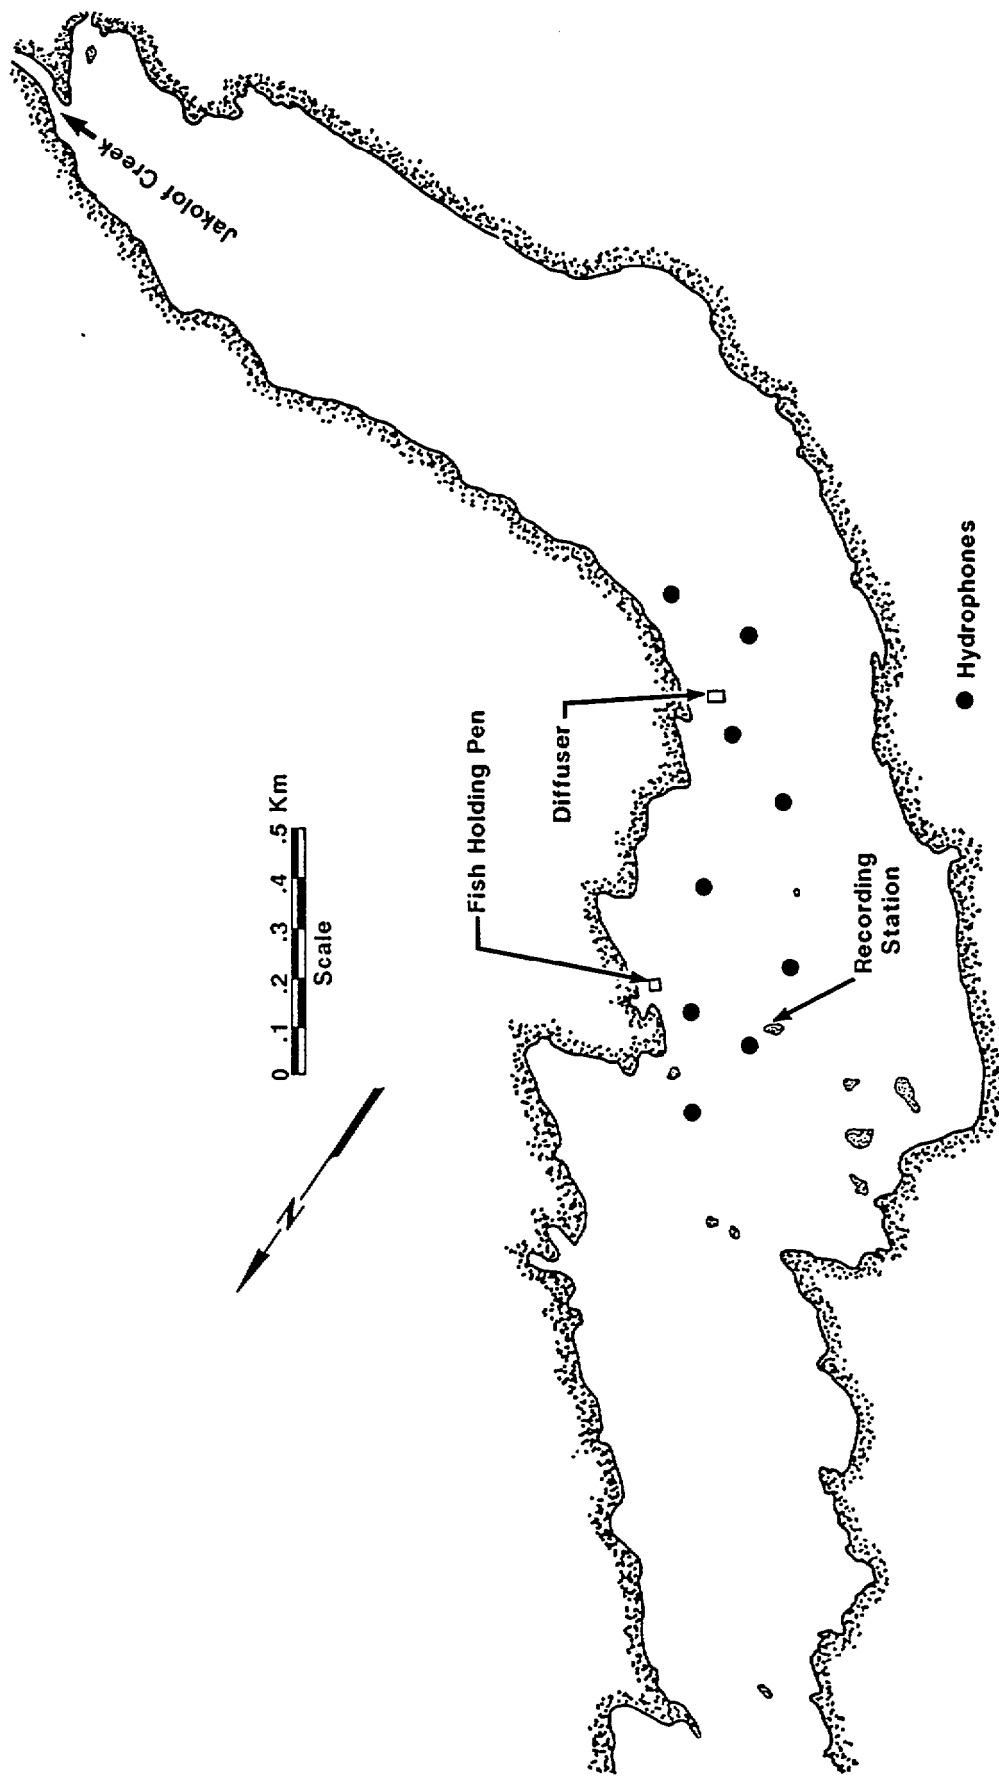 Jakolof Creek
0 .1 .2 .3 .4 .5 Km
Scale
N
Fish Holding Pen
Diffuser
Recording
Station
Hydrophones